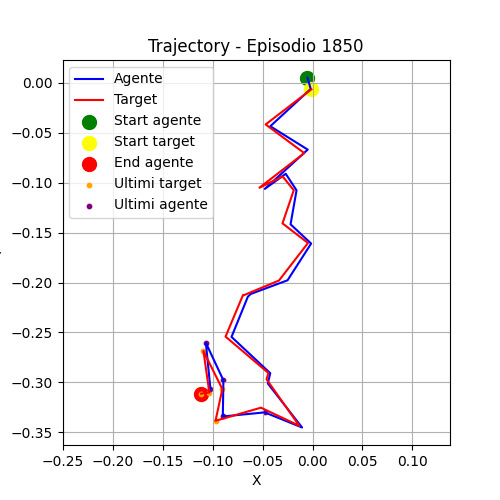 Trajectory - Episodio 1850
Agente
Target
Start agente
Start target
End agente
Ultimi target
Ultimi agente
0.00
−0.05
−0.10
−0.15
−0.20
−0.25
−0.30
−0.35
−0.25 −0.20 −0.15 −0.10 −0.05 0.00 0.05 0.10
X